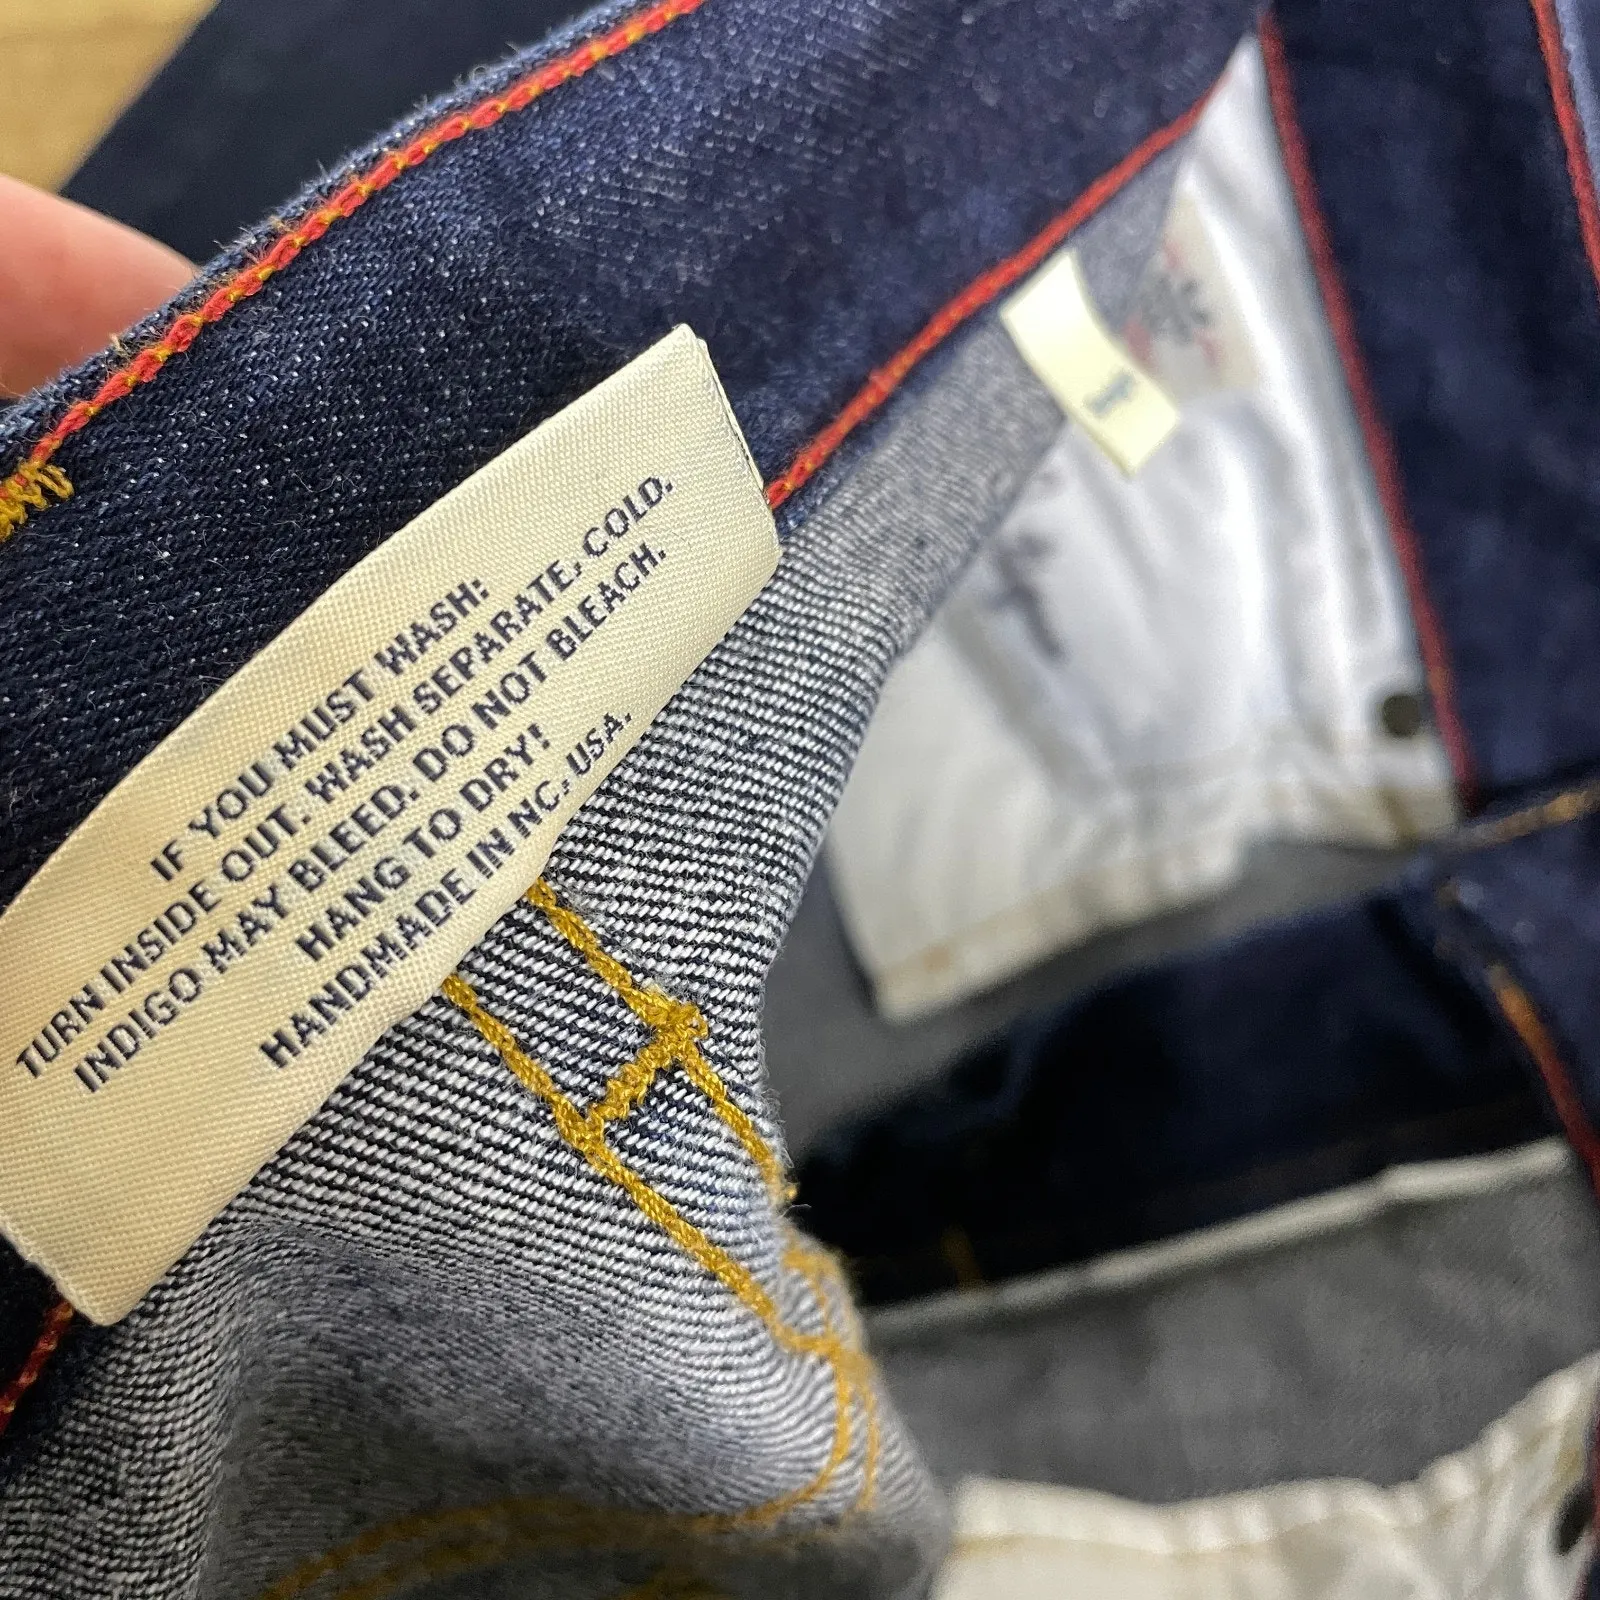 IF YOU MUST WASH:
TURN INSIDE OUT. WASH SEPARATE, COLD.
INDIGO MAY BLEED. DO NOT BLEACH.
HANG TO DRY!
HANDMADE IN NC, USA.